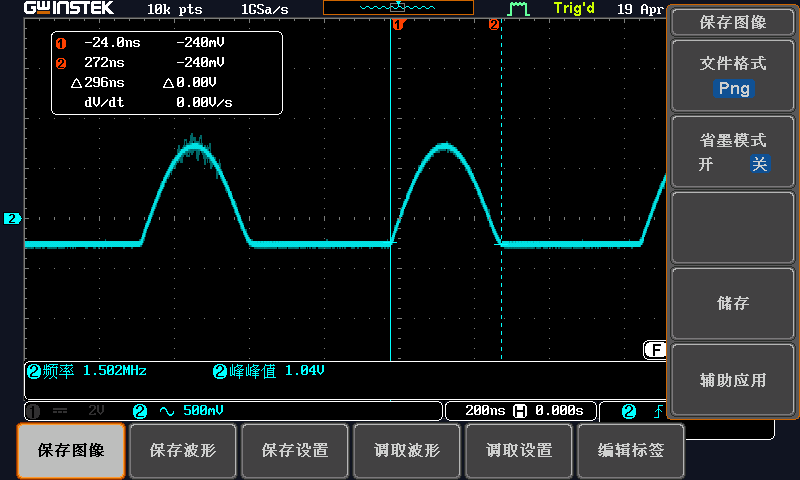 GWINSTEK 10k pts 1GSa/s Trig'd 19 Apr
1 2
1 -24.0ns -240mV
2 272ns -240mV
△296ns △0.00V
dV/dt 0.00V/s
2
F
2频率 1.502MHz 2峰峰值 1.04V
1 2V 2 500mV 200ns H 0.000s 2
保存图像
文件格式
Png
省墨模式
开 关
储存
辅助应用
保存图像 保存波形 保存设置 调取波形 调取设置 编辑标签